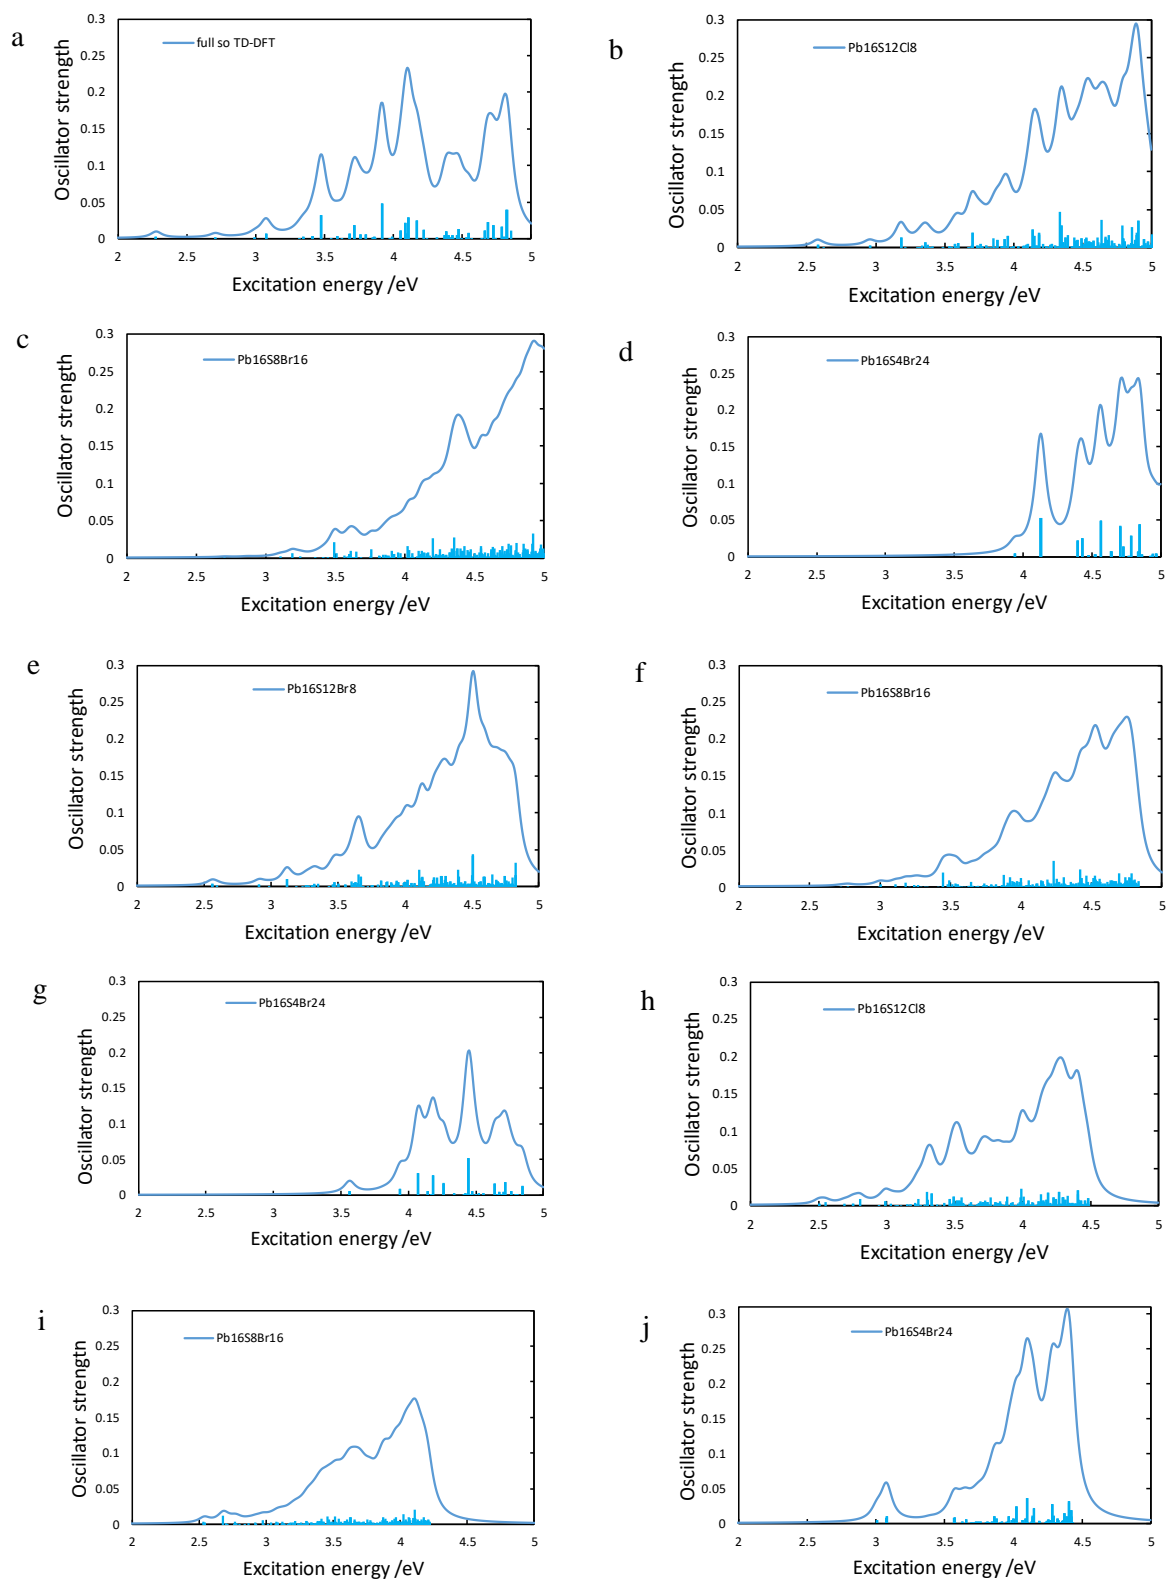 a
full so TD-DFT
0.3
0.25
0.2
0.15
0.1
0.05
0
Oscillator strength
2 2.5 3 3.5 4 4.5 5
Excitation energy /eV
b
Pb16S12Cl8
0.3
0.25
0.2
0.15
0.1
0.05
0
Oscillator strength
2 2.5 3 3.5 4 4.5 5
Excitation energy /eV
c
Pb16S8Br16
0.3
0.25
0.2
0.15
0.1
0.05
0
Oscillator strength
2 2.5 3 3.5 4 4.5 5
Excitation energy /eV
d
Pb16S4Br24
0.3
0.25
0.2
0.15
0.1
0.05
0
Oscillator strength
2 2.5 3 3.5 4 4.5 5
Excitation energy /eV
e
Pb16S12Br8
0.3
0.25
0.2
0.15
0.1
0.05
0
Oscillator strength
2 2.5 3 3.5 4 4.5 5
Excitation energy /eV
f
Pb16S8Br16
0.3
0.25
0.2
0.15
0.1
0.05
0
Oscillator strength
2 2.5 3 3.5 4 4.5 5
Excitation energy /eV
g
Pb16S4Br24
0.3
0.25
0.2
0.15
0.1
0.05
0
Oscillator strength
2 2.5 3 3.5 4 4.5 5
Excitation energy /eV
h
Pb16S12Cl8
0.3
0.25
0.2
0.15
0.1
0.05
0
Oscillator strength
2 2.5 3 3.5 4 4.5 5
Excitation energy /eV
i
Pb16S8Br16
0.3
0.25
0.2
0.15
0.1
0.05
0
Oscillator strength
2 2.5 3 3.5 4 4.5 5
Excitation energy /eV
j
Pb16S4Br24
0.3
0.25
0.2
0.15
0.1
0.05
0
Oscillator strength
2 2.5 3 3.5 4 4.5 5
Excitation energy /eV